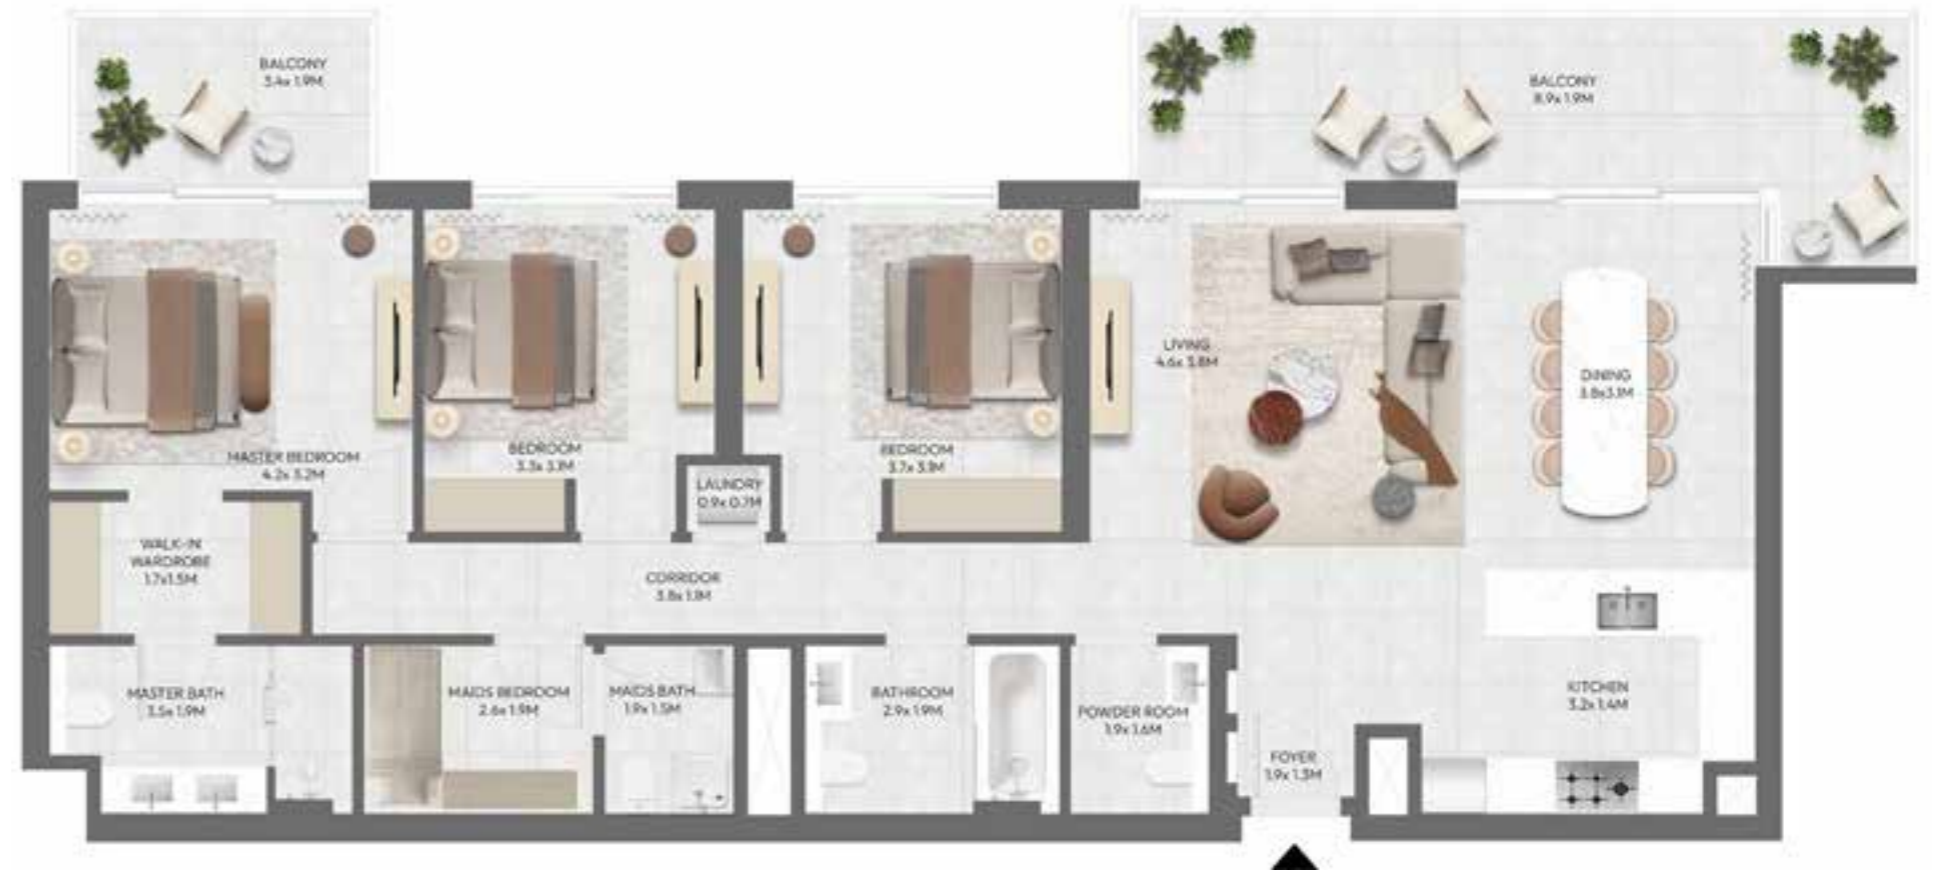 BALCONY
3.4x 1.9M
BALCONY
8.9x 1.9M
MASTER BEDROOM
4.2x 3.2M
BEDROOM
3.3x 3.1M
BEDROOM
3.7x 3.1M
LAUNDRY
0.9x 0.7M
LIVING
4.6x 3.8M
DINING
3.8x3.1M
WALK-IN
WARDROBE
1.7x1.5M
CORRIDOR
3.8x 1.1M
MASTER BATH
3.5x 1.9M
MAIDS BEDROOM
2.6x 1.9M
MAIDS BATH
1.9x 1.5M
BATHROOM
2.9x 1.9M
POWDER ROOM
1.9x 1.6M
FOYER
1.9x 1.3M
KITCHEN
3.2x 1.4M